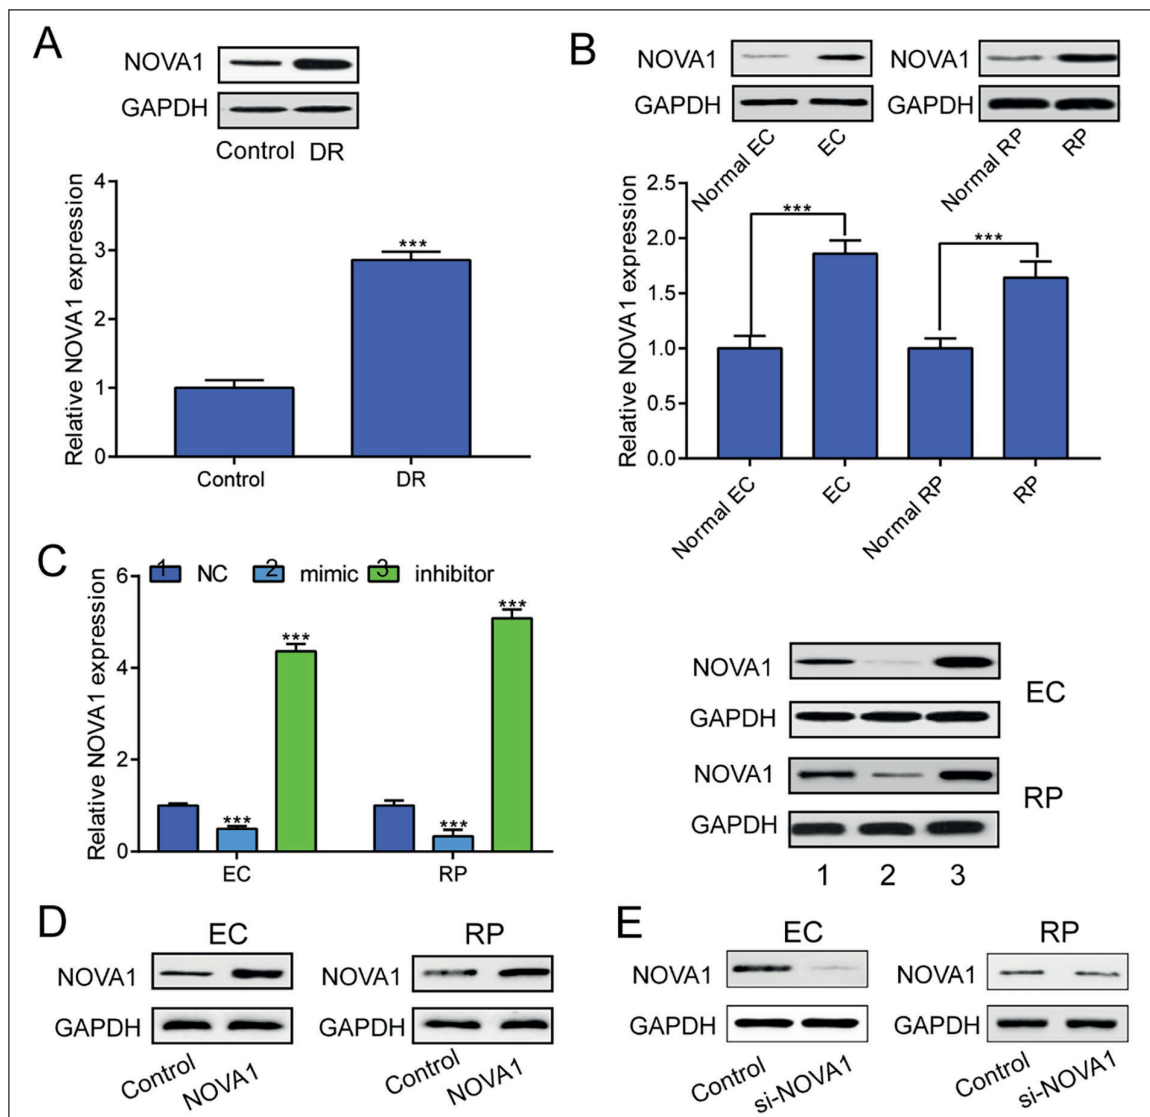 A
NOVA1
GAPDH
Control DR
Relative NOVA1 expression
4
3
2
1
0
***
Control DR
B
NOVA1
GAPDH
Normal EC EC
NOVA1
GAPDH
Normal RP RP
Relative NOVA1 expression
2.5
2.0
1.5
1.0
0.5
0.0
*** ***
Normal EC EC Normal RP RP
C
1 NC 2 mimic 3 inhibitor
Relative NOVA1 expression
6
4
2
0
*** *** *** ***
EC RP
NOVA1
GAPDH
EC
NOVA1
GAPDH
RP
1 2 3
D
EC
NOVA1
GAPDH
Control NOVA1
RP
NOVA1
GAPDH
Control NOVA1
E
EC
NOVA1
GAPDH
Control si-NOVA1
RP
NOVA1
GAPDH
Control si-NOVA1